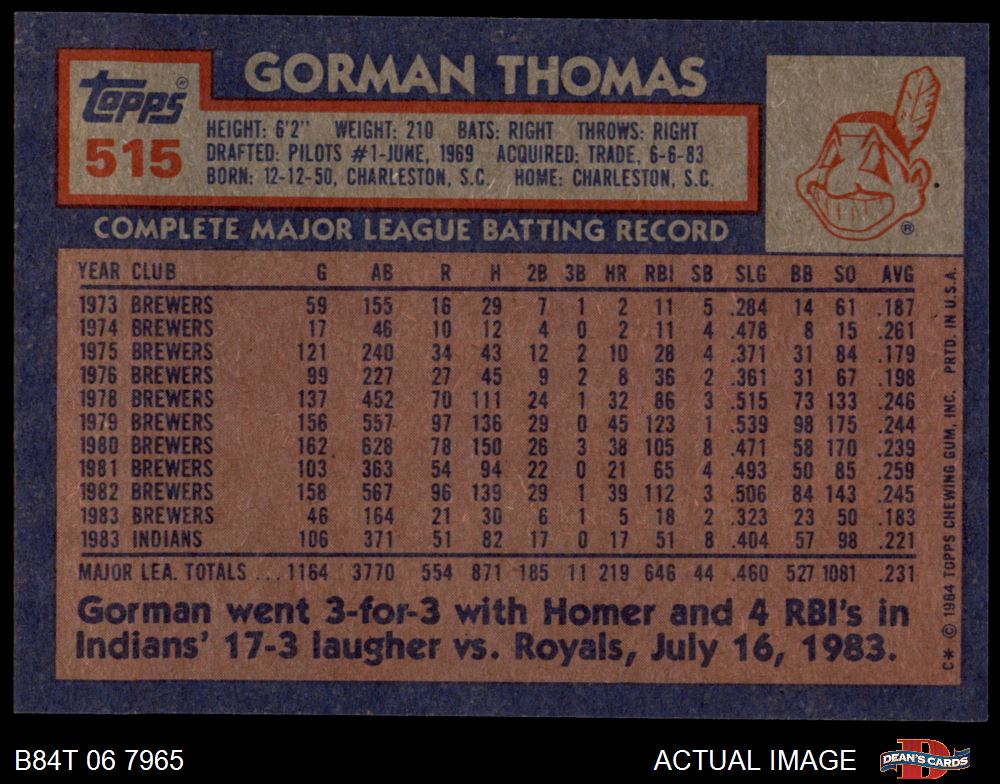 GORMAN THOMAS
Topps®
515
HEIGHT: 6'2" WEIGHT: 210 BATS: RIGHT THROWS: RIGHT
DRAFTED: PILOTS #1-JUNE, 1969 ACQUIRED: TRADE, 6-6-83
BORN: 12-12-50, CHARLESTON, S.C. HOME: CHARLESTON, S.C.
®
COMPLETE MAJOR LEAGUE BATTING RECORD
YEAR CLUB G AB R H 2B 3B HR RBI SB SLG BB SO AVG
1973 BREWERS 59 155 16 29 7 1 2 11 5 .284 14 61 .187
1974 BREWERS 17 46 10 12 4 0 2 11 4 .478 8 15 .261
1975 BREWERS 121 240 34 43 12 2 10 28 4 .371 31 84 .179
1976 BREWERS 99 227 27 45 9 2 8 36 2 .361 31 67 .198
1978 BREWERS 137 452 70 111 24 1 32 86 3 .515 73 133 .246
1979 BREWERS 156 557 97 136 29 0 45 123 1 .539 98 175 .244
1980 BREWERS 162 628 78 150 26 3 38 105 8 .471 58 170 .239
1981 BREWERS 103 363 54 94 22 0 21 65 4 .493 50 85 .259
1982 BREWERS 158 567 96 139 29 1 39 112 3 .506 84 143 .245
1983 BREWERS 46 164 21 30 6 1 5 18 2 .323 23 50 .183
1983 INDIANS 106 371 51 82 17 0 17 51 8 .404 57 98 .221
MAJOR LEA. TOTALS ... 1164 3770 554 871 185 11 219 646 44 .460 527 1081 .231
Gorman went 3-for-3 with Homer and 4 RBI's in
Indians' 17-3 laugher vs. Royals, July 16, 1983.
C* © 1984 TOPPS CHEWING GUM, INC. PRTD. IN U.S.A.
B84T 06 7965
ACTUAL IMAGE
DEAN'S CARDS